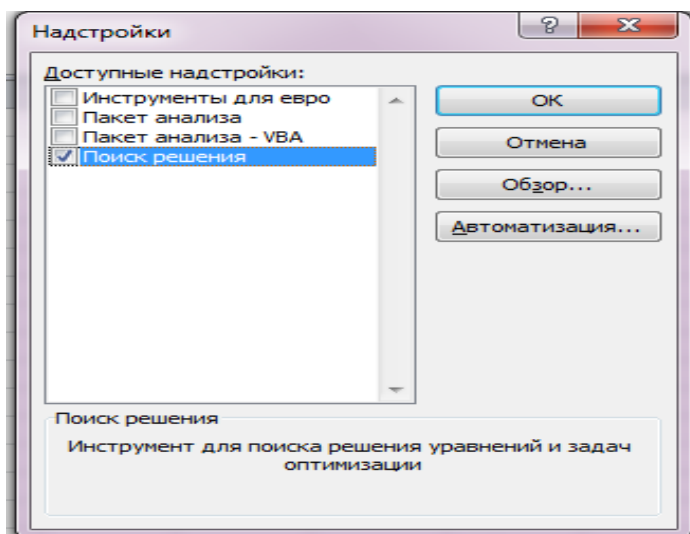 Надстройки
Доступные надстройки:
Инструменты для евро
Пакет анализа
Пакет анализа - VBA
Поиск решения
ОК
Отмена
Обзор...
Автоматизация...
Поиск решения
Инструмент для поиска решения уравнений и задач
оптимизации